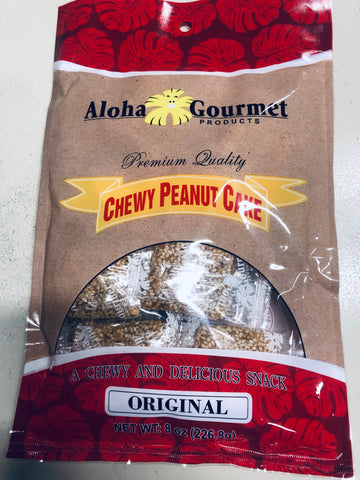 Aloha Gourmet
PRODUCTS
Premium Quality
CHEWY PEANUT CAKE
A CHEWY AND DELICIOUS SNACK
ORIGINAL
NET WT: 8 oz (226.8g)